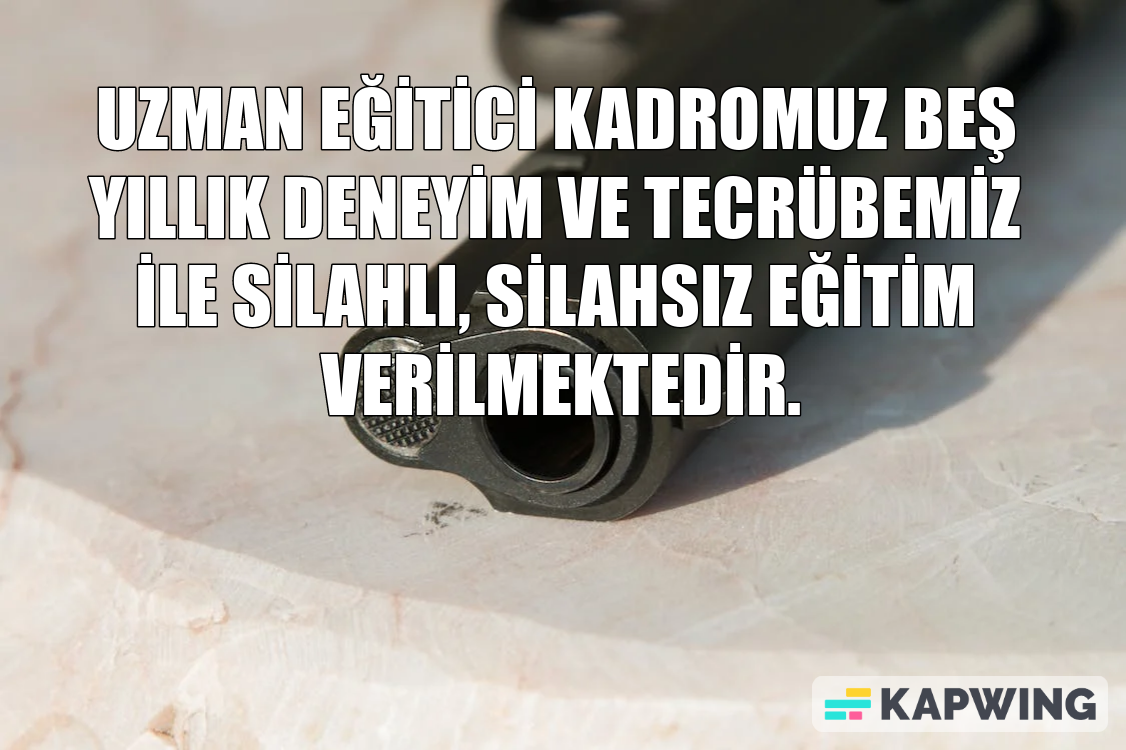 UZMAN EĞİTİCİ KADROMUZ BEŞ
YILLIK DENEYİM VE TECRÜBEMİZ
İLE SİLAHLI, SİLAHSIZ EĞİTİM
VERİLMEKTEDİR.
KAPWING